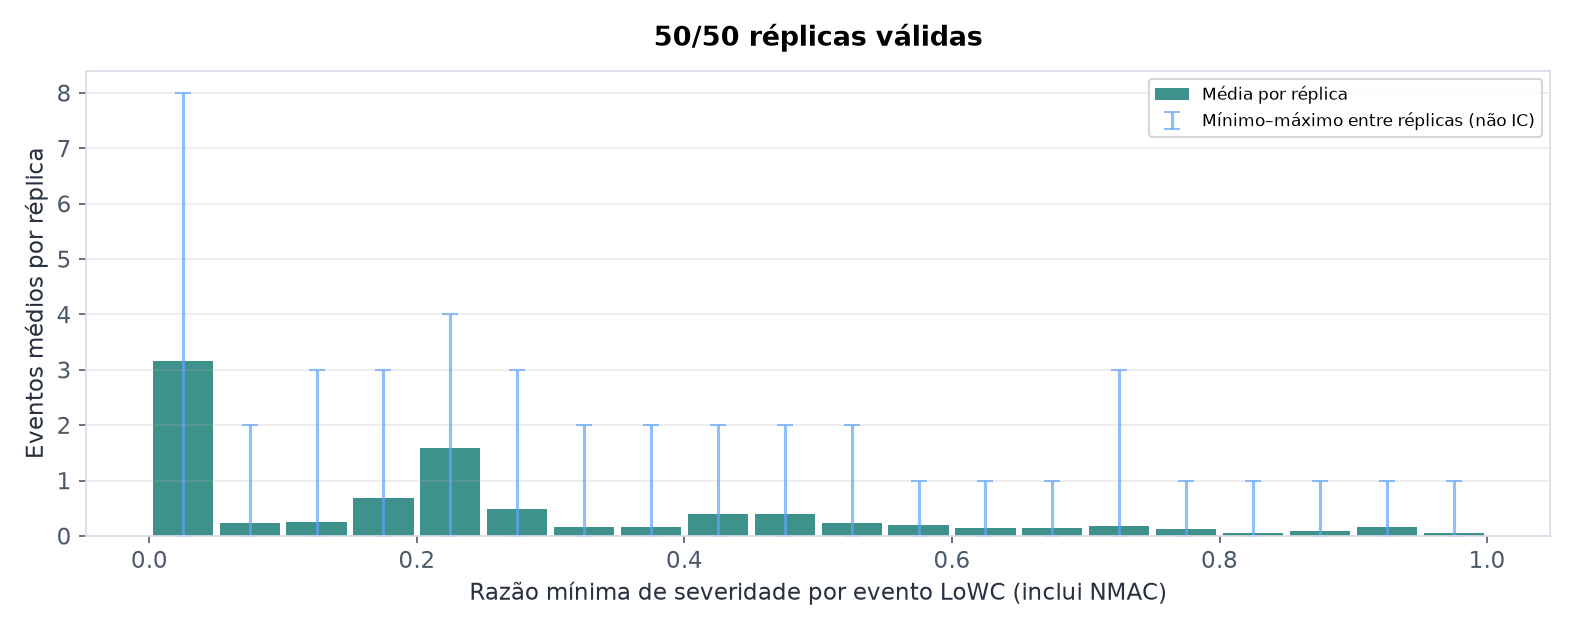 50/50 réplicas válidas
Média por réplica
Mínimo–máximo entre réplicas (não IC)
Eventos médios por réplica
8
7
6
5
4
3
2
1
0
0.0 0.2 0.4 0.6 0.8 1.0
Razão mínima de severidade por evento LoWC (inclui NMAC)